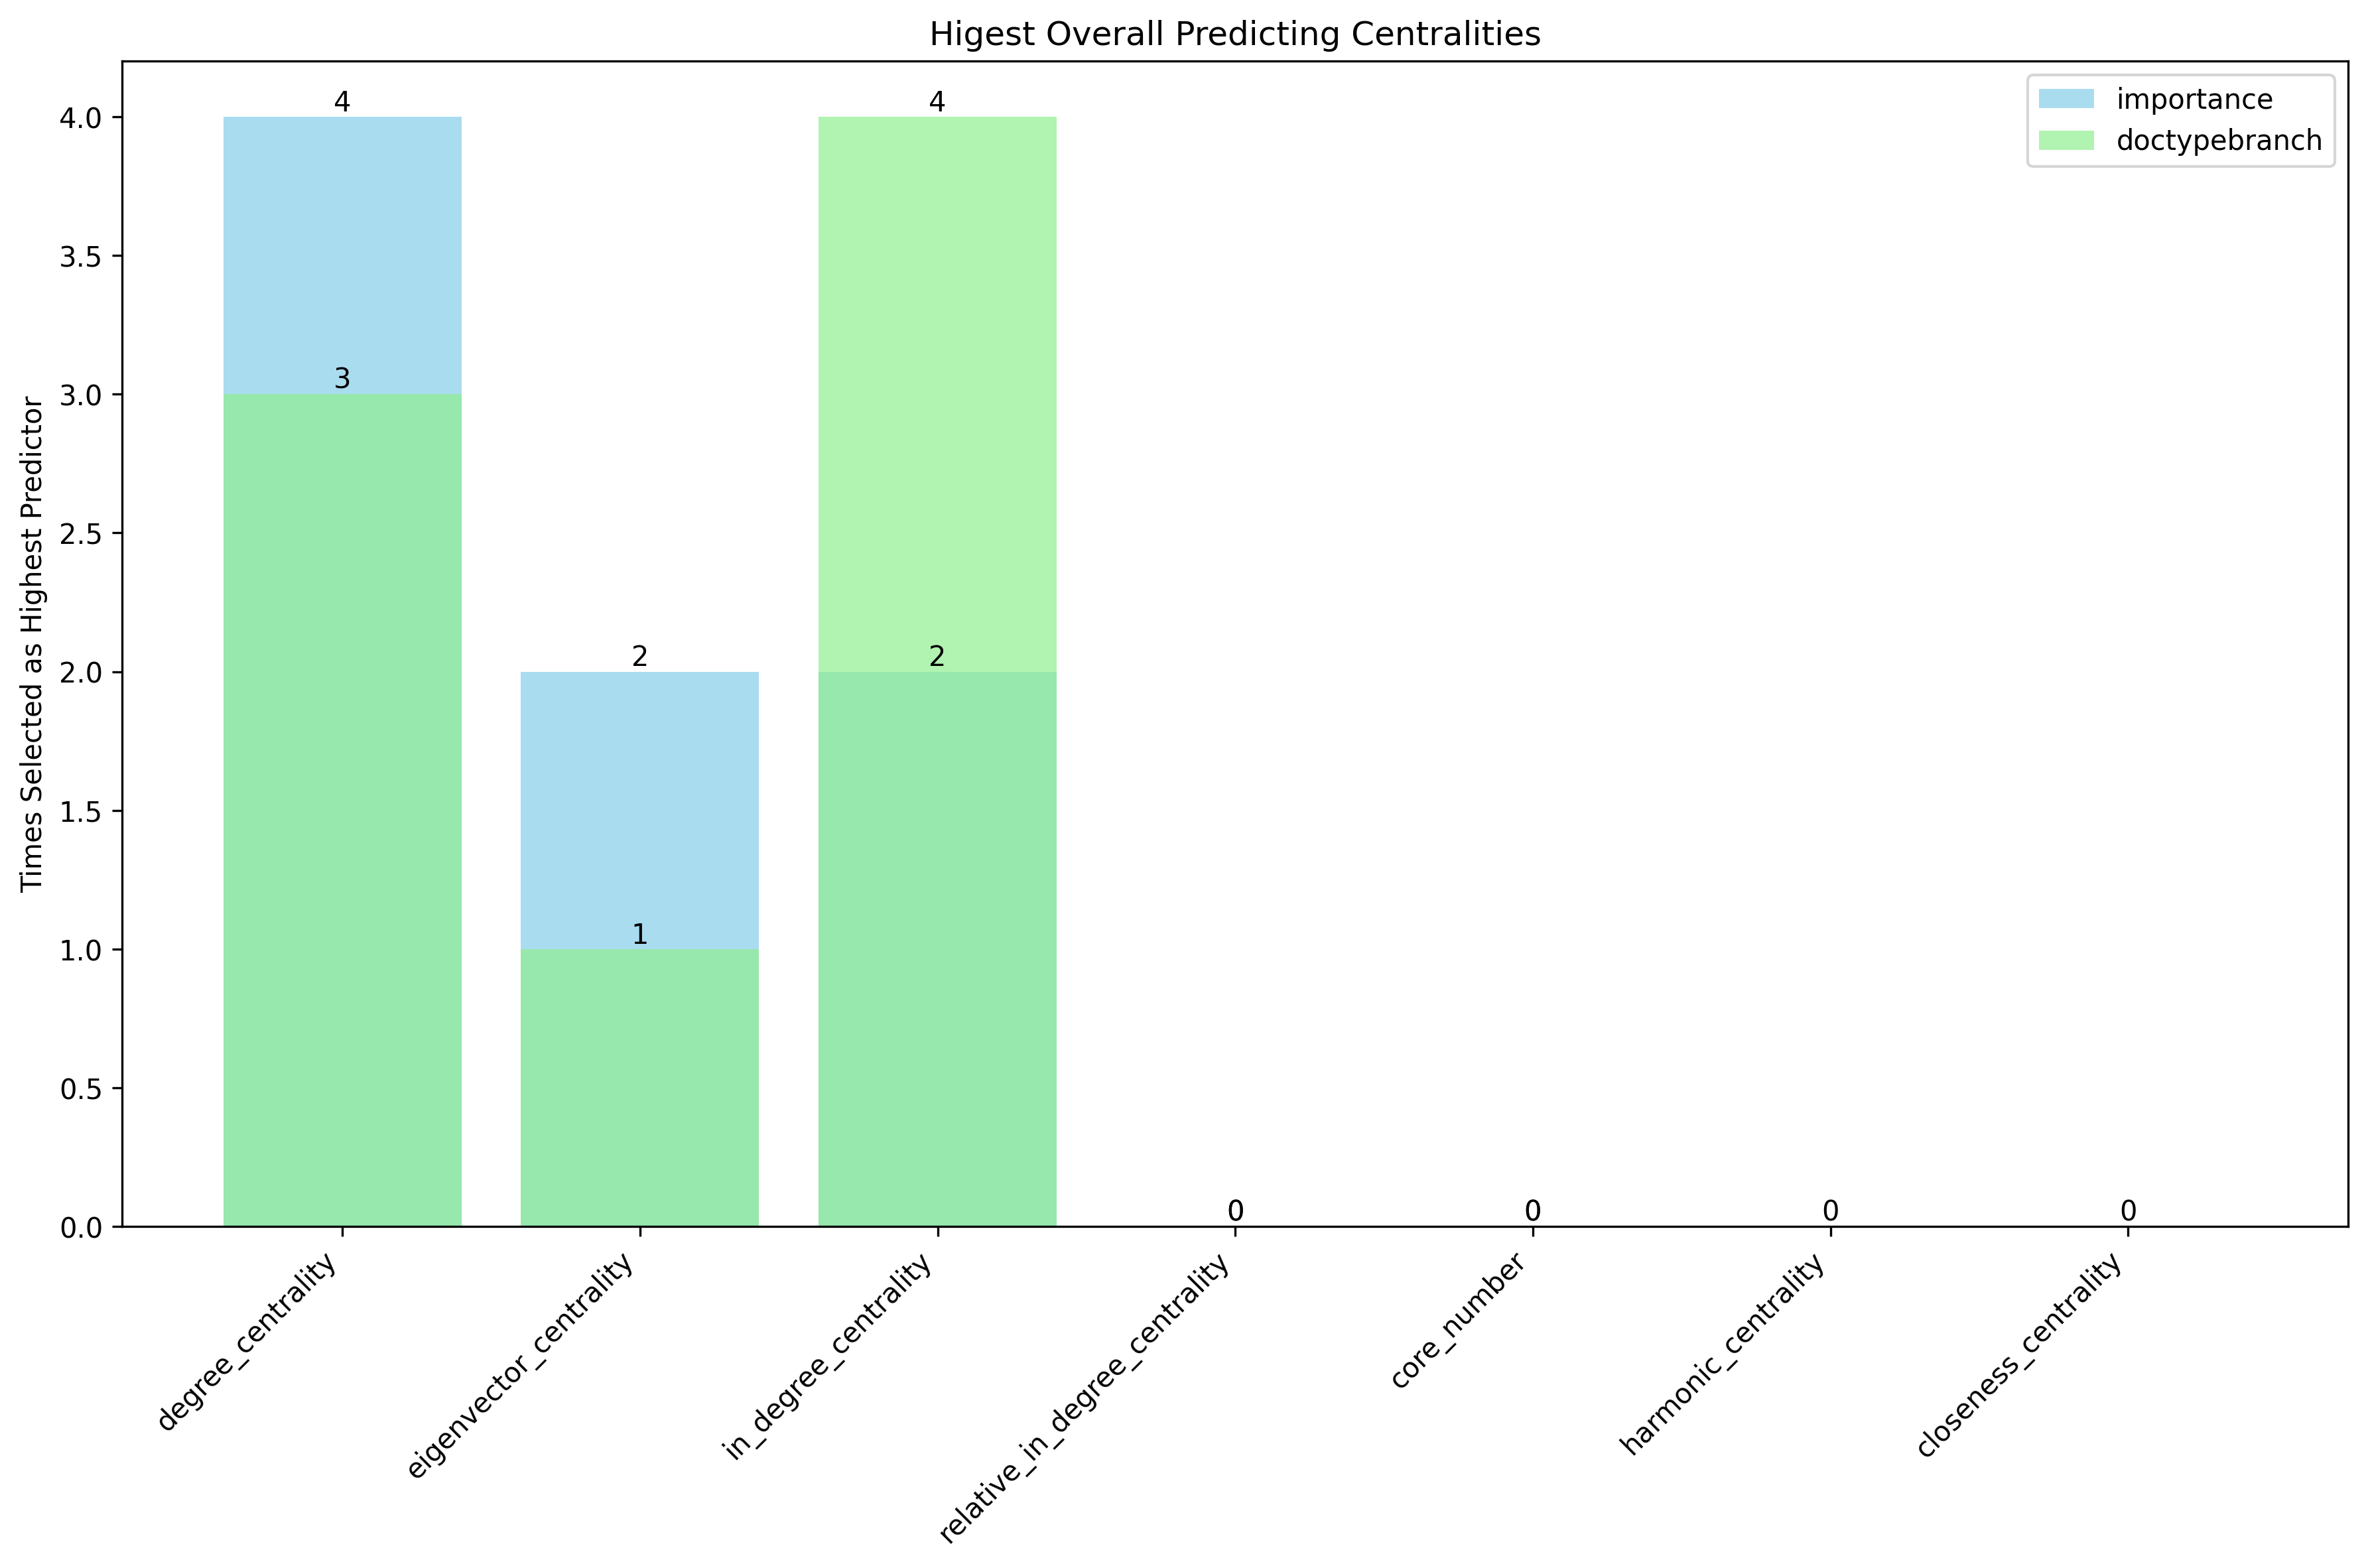 Higest Overall Predicting Centralities
importance
doctypebranch
Times Selected as Highest Predictor
4.0
3.5
3.0
2.5
2.0
1.5
1.0
0.5
0.0
4
3
2
1
4
2
0
0
0
0
degree_centrality
eigenvector_centrality
in_degree_centrality
relative_in_degree_centrality
core_number
harmonic_centrality
closeness_centrality